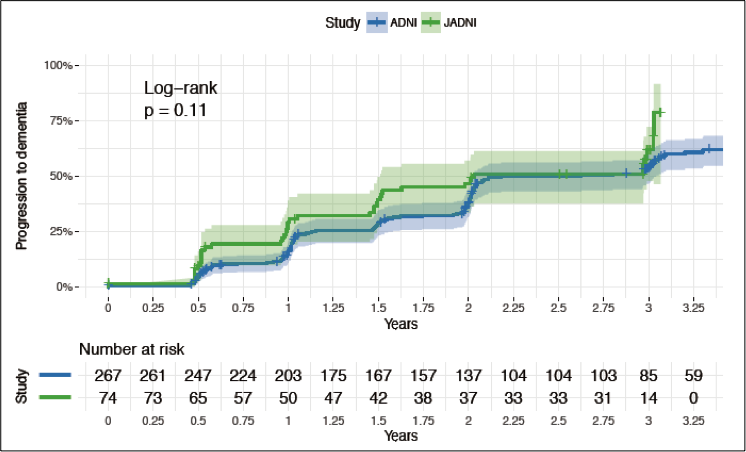 Study ADNI JADNI
100%
75%
50%
25%
0%
Progression to dementia
Log-rank
p = 0.11
0 0.25 0.5 0.75 1 1.25 1.5 1.75 2 2.25 2.5 2.75 3 3.25
Years
Number at risk
Study
267 261 247 224 203 175 167 157 137 104 104 103 85 59
74 73 65 57 50 47 42 38 37 33 33 31 14 0
0 0.25 0.5 0.75 1 1.25 1.5 1.75 2 2.25 2.5 2.75 3 3.25
Years